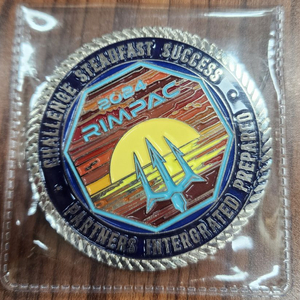 CHALLENGE STEADFAST SUCCESS
2024
RIMPAC
PARTNERS INTERGRATED PREPARED